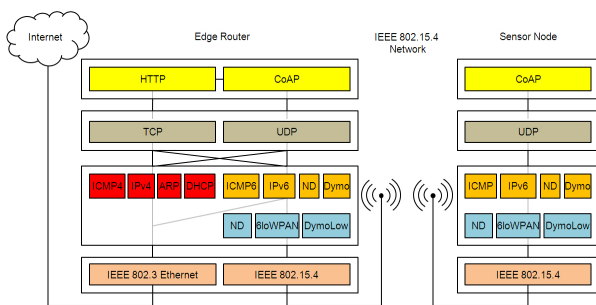 Internet
Edge Router
IEEE 802.15.4
Network
Sensor Node
HTTP
CoAP
CoAP
TCP
UDP
UDP
ICMP4 IPv4 ARP DHCP ICMP6 IPv6 ND Dymo
ICMP IPv6 ND Dymo
ND 6loWPAN DymoLow
ND 6loWPAN DymoLow
IEEE 802.3 Ethernet
IEEE 802.15.4
IEEE 802.15.4